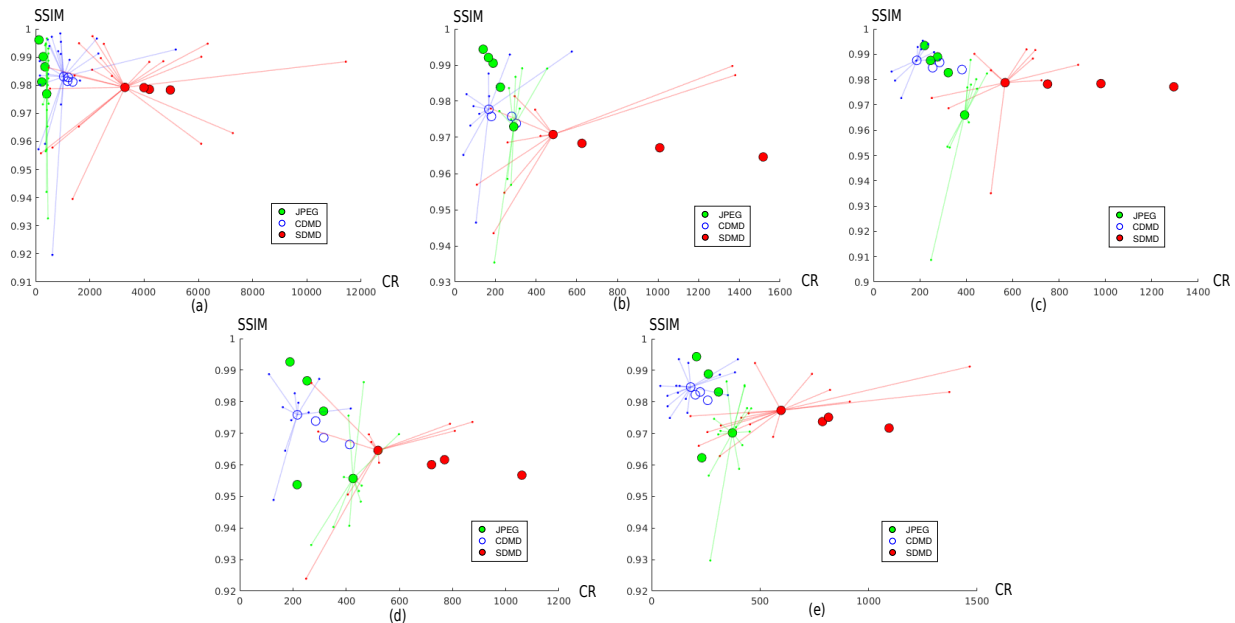 SSIM
1
0.99
0.98
0.97
0.96
0.95
0.94
0.93
0.92
0.91
0
2000
4000
6000
8000
10000
12000
CR
(a)
JPEG
CDMD
SDMD
SSIM
1
0.99
0.98
0.97
0.96
0.95
0.94
0.93
0
200
400
600
800
1000
1200
1400
1600
CR
(b)
JPEG
CDMD
SDMD
SSIM
1
0.99
0.98
0.97
0.96
0.95
0.94
0.93
0.92
0.91
0.9
0
200
400
600
800
1000
1200
1400
CR
(c)
JPEG
CDMD
SDMD
SSIM
1
0.99
0.98
0.97
0.96
0.95
0.94
0.93
0.92
0
200
400
600
800
1000
1200
CR
(d)
JPEG
CDMD
SDMD
SSIM
1
0.99
0.98
0.97
0.96
0.95
0.94
0.93
0.92
0
500
1000
1500
CR
(e)
JPEG
CDMD
SDMD